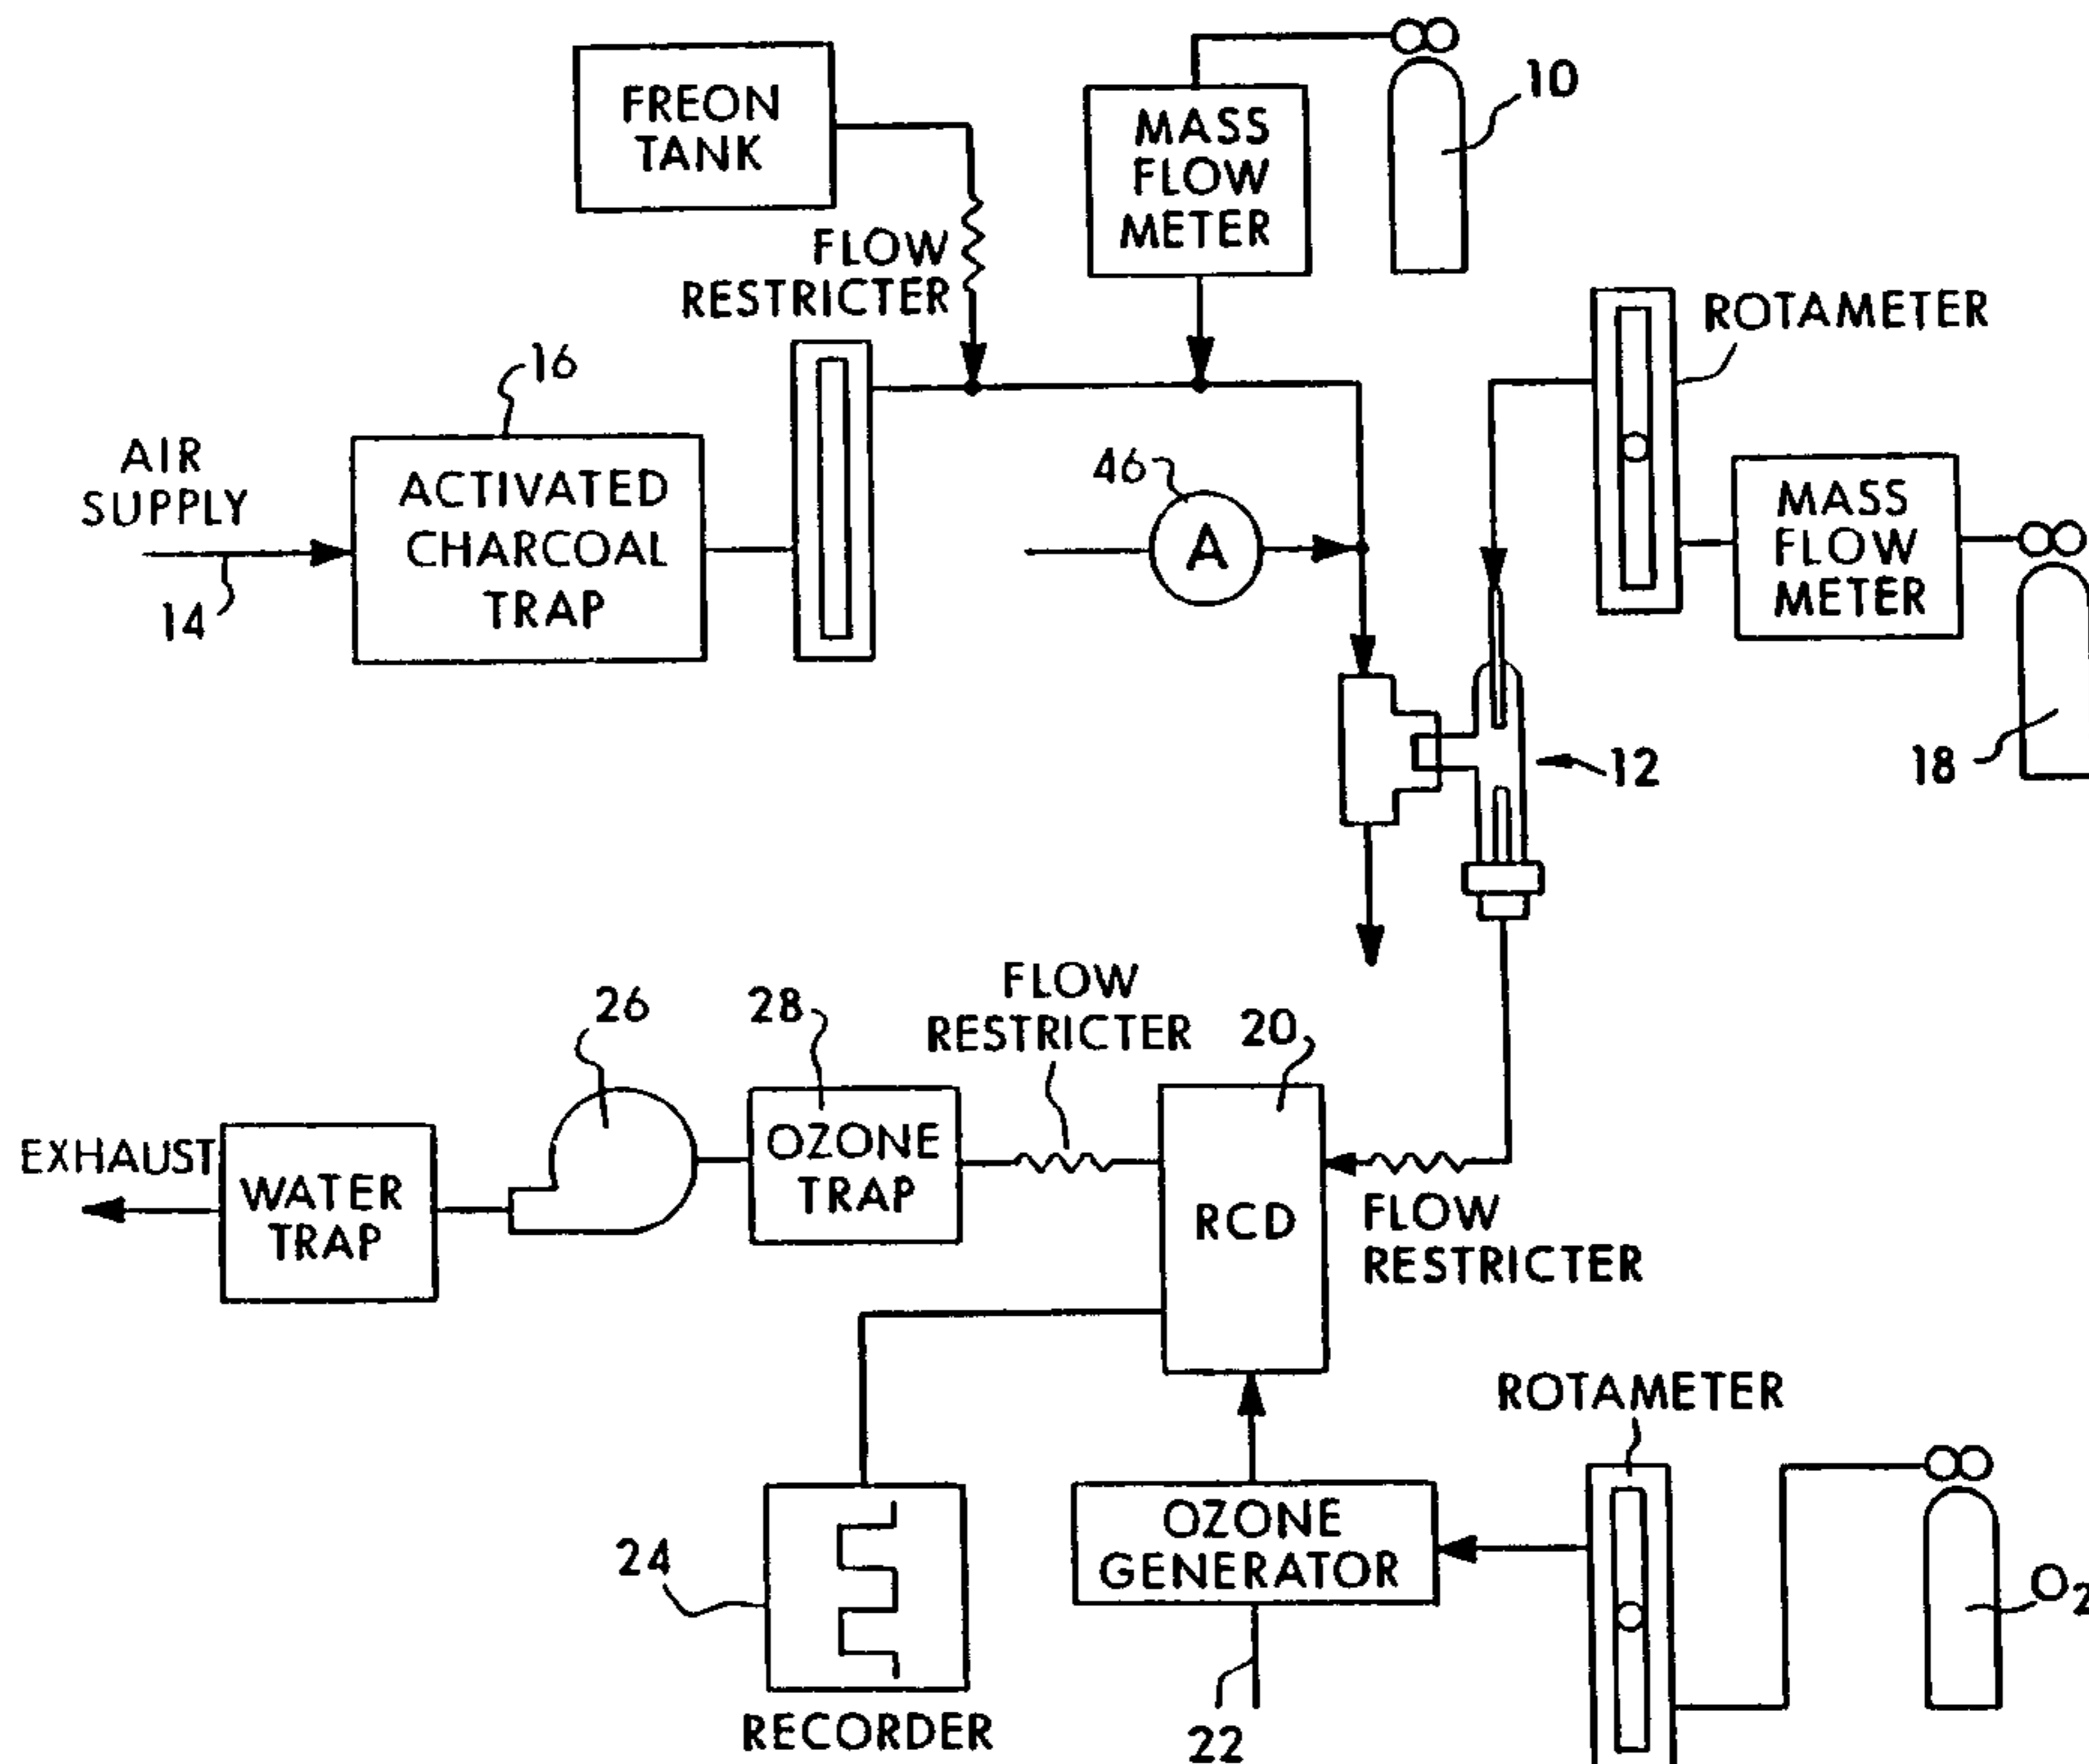 FREON
TANK
MASS
FLOW
METER
10
FLOW
RESTRICTER
ROTAMETER
16
AIR
SUPPLY
14
ACTIVATED
CHARCOAL
TRAP
46
A
MASS
FLOW
METER
18
12
FLOW
RESTRICTER
26
28
20
EXHAUST
WATER
TRAP
OZONE
TRAP
RCD
FLOW
RESTRICTER
ROTAMETER
24
RECORDER
OZONE
GENERATOR
22
O2